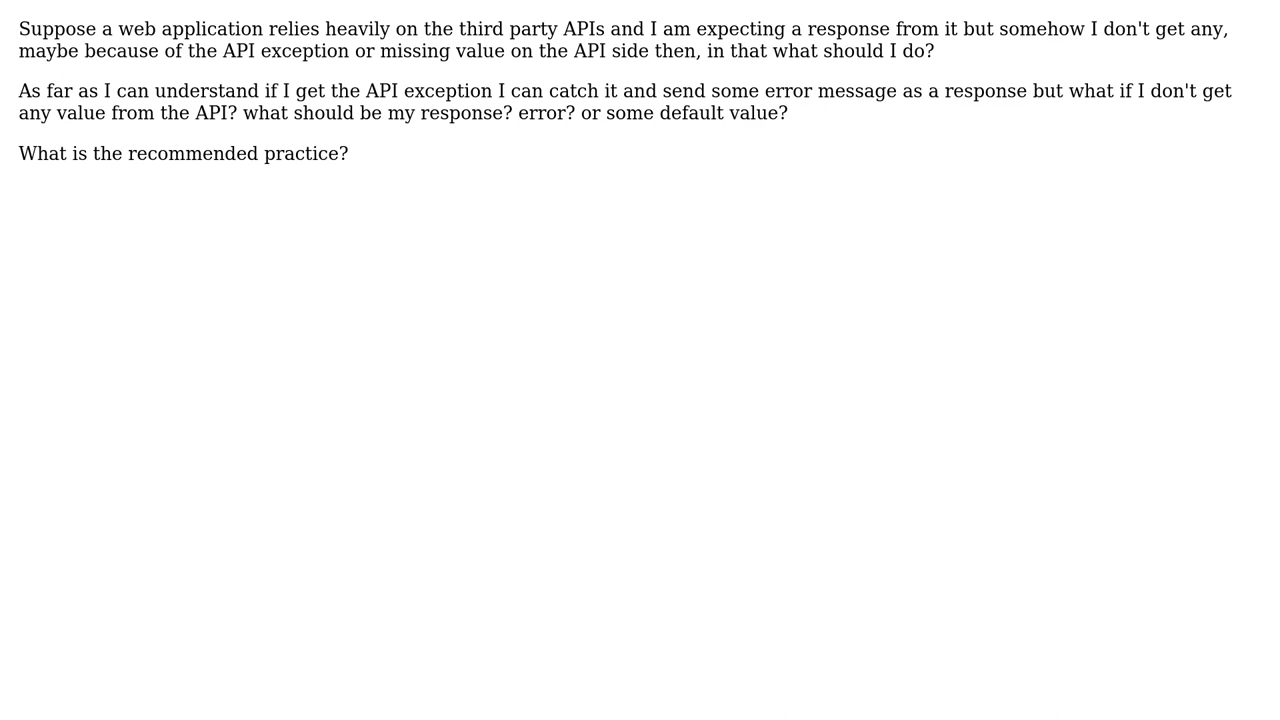 Suppose a web application relies heavily on the third party APIs and I am expecting a response from it but somehow I don't get any,
maybe because of the API exception or missing value on the API side then, in that what should I do?
As far as I can understand if I get the API exception I can catch it and send some error message as a response but what if I don't get
any value from the API? what should be my response? error? or some default value?
What is the recommended practice?